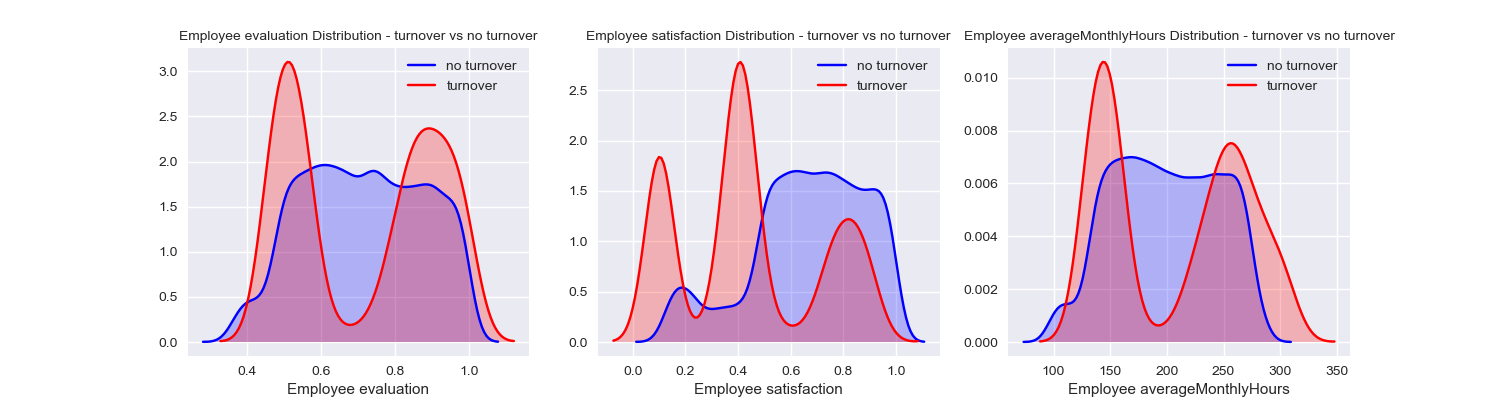 Employee evaluation Distribution - turnover vs no turnover
no turnover
turnover
3.0
2.5
2.0
1.5
1.0
0.5
0.0
0.4
0.6
0.8
1.0
Employee evaluation
Employee satisfaction Distribution - turnover vs no turnover
no turnover
turnover
2.5
2.0
1.5
1.0
0.5
0.0
0.0
0.2
0.4
0.6
0.8
1.0
Employee satisfaction
Employee averageMonthlyHours Distribution - turnover vs no turnover
no turnover
turnover
0.010
0.008
0.006
0.004
0.002
0.000
100
150
200
250
300
350
Employee averageMonthlyHours